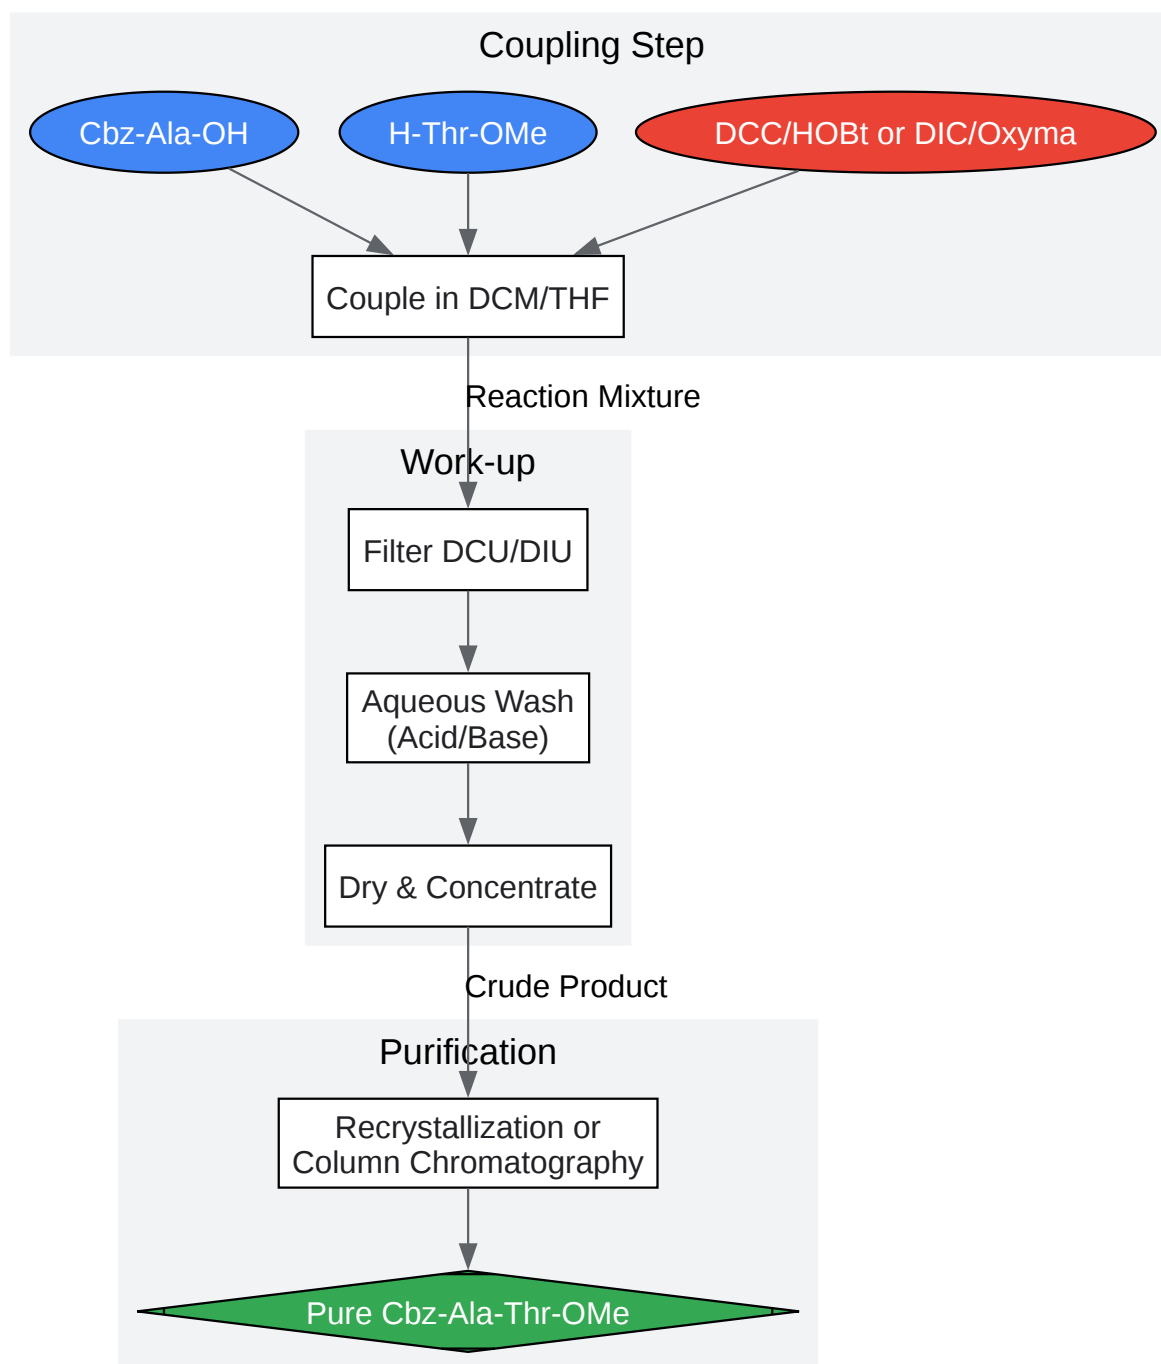 Coupling Step
Cbz-Ala-OH
H-Thr-OMe
DCC/HOBt or DIC/Oxyma
Couple in DCM/THF
Reaction Mixture
Work-up
Filter DCU/DIU
Aqueous Wash
(Acid/Base)
Dry & Concentrate
Crude Product
Purification
Recrystallization or
Column Chromatography
Pure Cbz-Ala-Thr-OMe